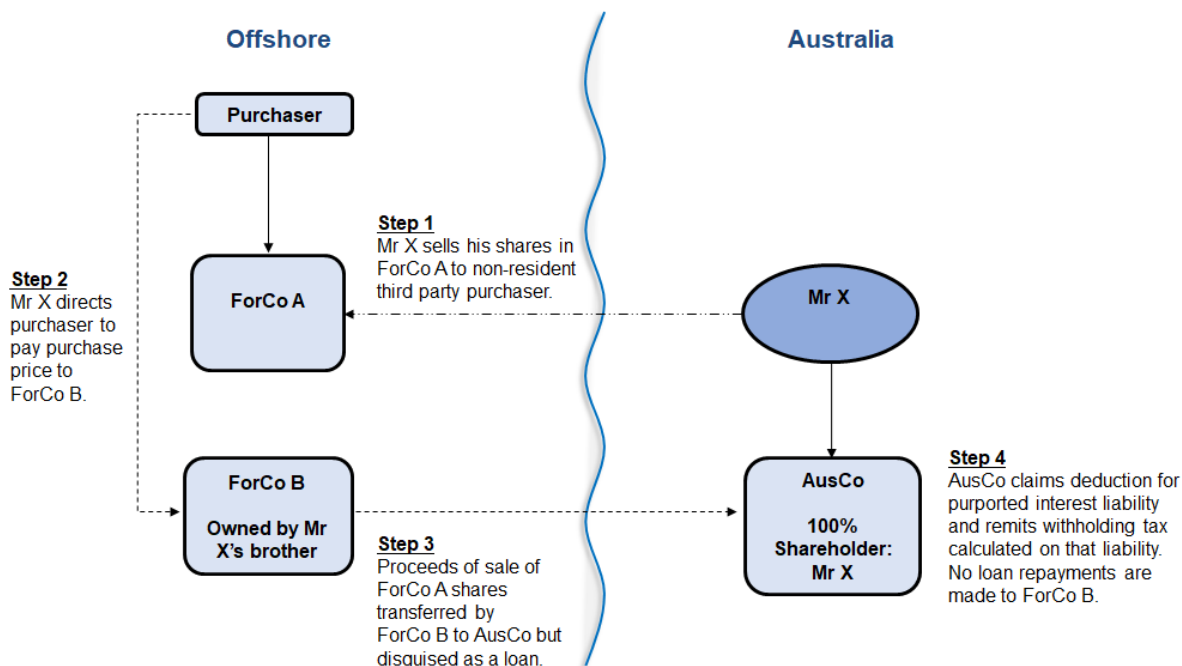 Offshore
Australia
Purchaser
Step 1
Mr X sells his shares in
ForCo A to non-resident
third party purchaser.
Step 2
Mr X directs
purchaser to
pay purchase
price to
ForCo B.
ForCo A
Mr X
ForCo B
Owned by Mr
X's brother
Step 3
Proceeds of sale of
ForCo A shares
transferred by
ForCo B to AusCo but
disguised as a loan.
AusCo
100%
Shareholder:
Mr X
Step 4
AusCo claims deduction for
purported interest liability
and remits withholding tax
calculated on that liability.
No loan repayments are
made to ForCo B.